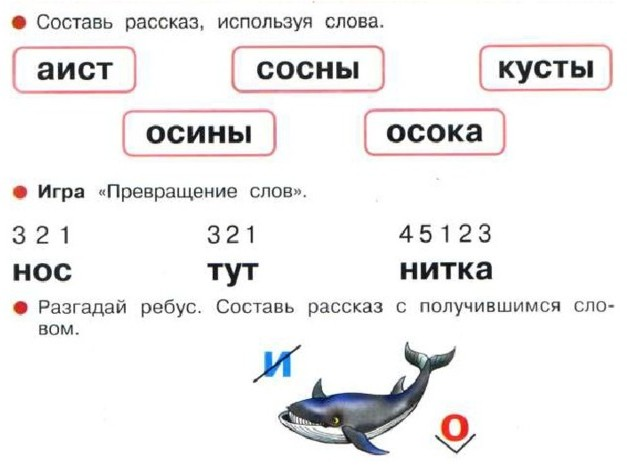 Составь рассказ, используя слова.
аист сосны кусты
осины осока
Игра «Превращение слов».
3 2 1 3 2 1 4 5 1 2 3
нос тут нитка
Разгадай ребус. Составь рассказ с получившимся сло-
вом.
и
о